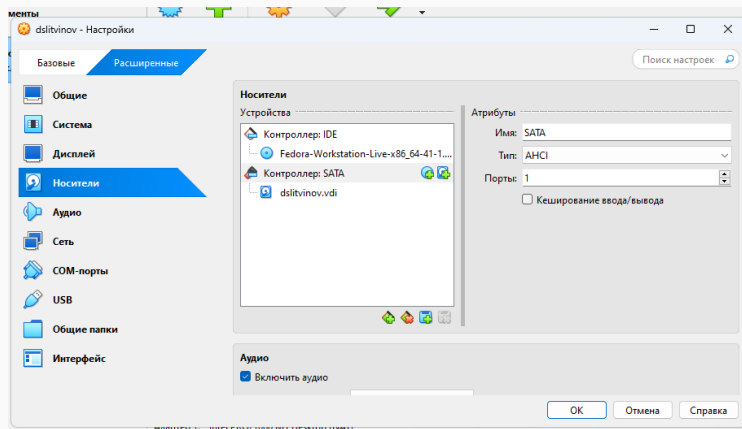 менты
dslitvinov - Настройки
Базовые
Расширенные
Поиск настроек
Общие
Система
Дисплей
Носители
Аудио
Сеть
COM-порты
USB
Общие папки
Интерфейс
Носители
Устройства
Контроллер: IDE
Fedora-Workstation-Live-x86_64-41-1....
Контроллер: SATA
dslitvinov.vdi
Атрибуты
Имя: SATA
Тип: AHCI
Порты: 1
Кеширование ввода/вывода
Аудио
Включить аудио
OK
Отмена
Справка